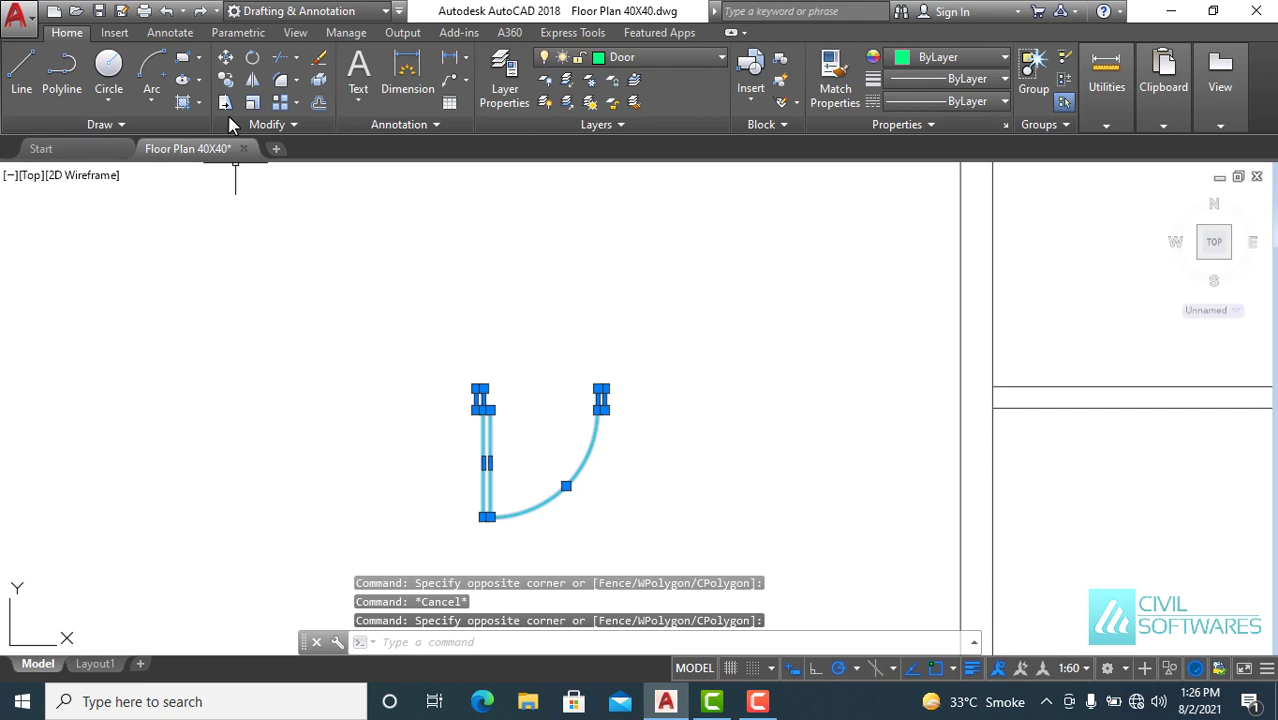 Drafting & Annotation
Autodesk AutoCAD 2018 Floor Plan 40X40.dwg
Type a keyword or phrase
Sign In
Home Insert Annotate Parametric View Manage Output Add-ins A360 Express Tools Featured Apps
Door
ByLayer
Line Polyline Circle Arc
Text Dimension
Layer Properties
Insert
Match Properties
ByLayer
ByLayer
Group
Utilities
Clipboard
View
Draw Modify Annotation Layers Block Properties Groups
Start
Floor Plan 40X40*
[−][Top][2D Wireframe]
N
W TOP E
S
Unnamed
Command: Specify opposite corner or [Fence/WPolygon/CPolygon]:
Command: *Cancel*
Command: Specify opposite corner or [Fence/WPolygon/CPolygon]:
Type a command
Y
X
CIVIL
SOFTWARES
Model Layout1
MODEL
1:60
Type here to search
33°C Smoke
1:26 PM
8/2/2021
1